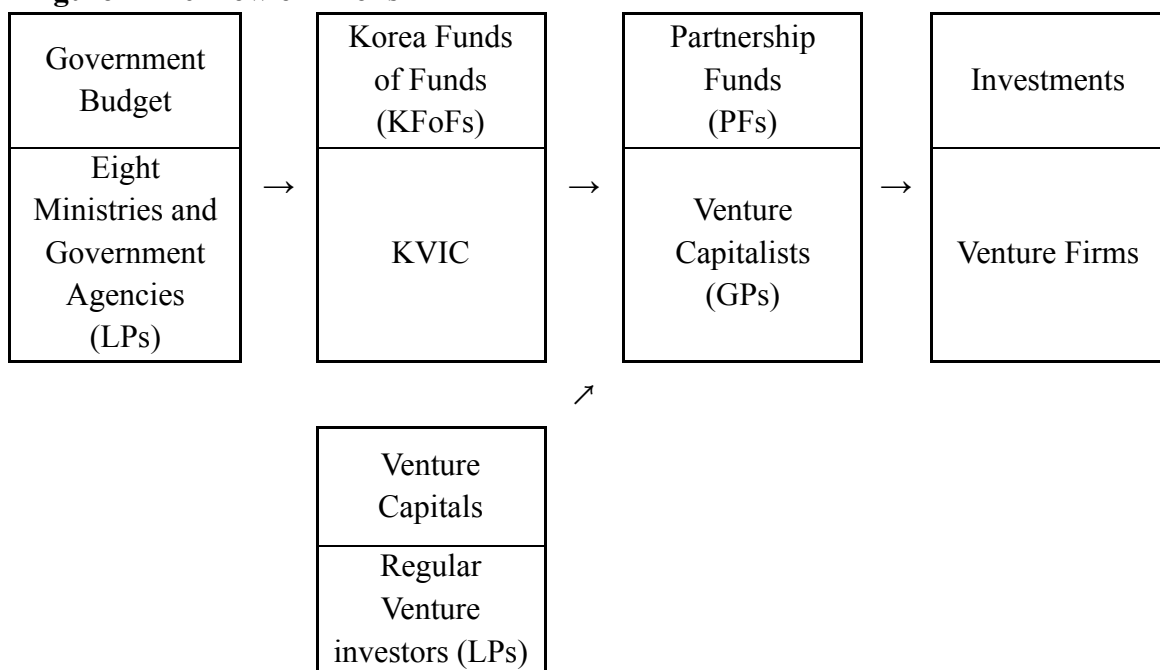 Government
Budget
Eight
Ministries and
Government
Agencies
(LPs)
→
Korea Funds
of Funds
(KFoFs)
KVIC
→
Partnership
Funds
(PFs)
Venture
Capitalists
(GPs)
→
Investments
Venture Firms
↗
Venture
Capitals
Regular
Venture
investors (LPs)